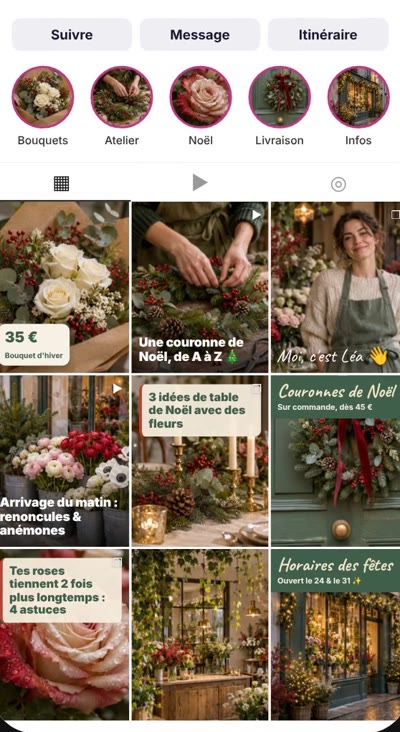 Suivre
Message
Itinéraire
Bouquets
Atelier
Noël
Livraison
Infos
35 €
Bouquet d'hiver
Une couronne de
Noël, de A à Z 🎄
Moi, c'est Léa 👋
Arrivage du matin :
renoncules &
anémones
3 idées de table
de Noël avec des
fleurs
Couronnes de Noël
Sur commande, dès 45 €
Tes roses
tiennent 2 fois
plus longtemps :
4 astuces
Horaires des fêtes
Ouvert le 24 & le 31 ✨